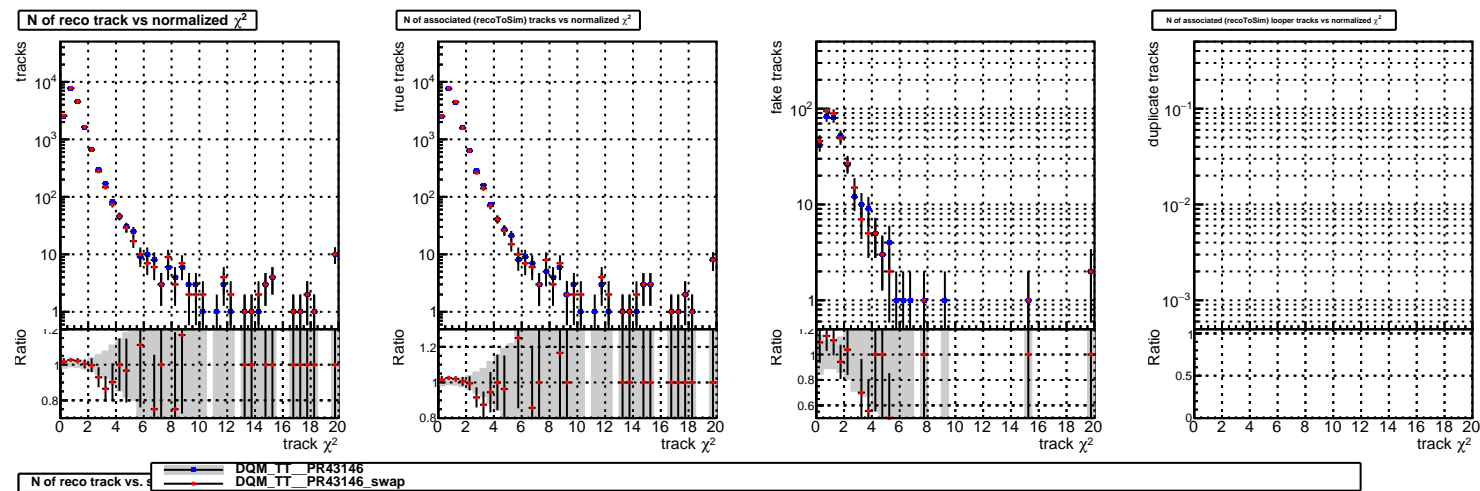 N of reco track vs normalized χ²
N of associated (recoToSim) tracks vs normalized χ²
N of associated (recoToSim) looper tracks vs normalized χ²
tracks
10⁴
10³
10²
10
1
Ratio
1.2
1
0.8
0 2 4 6 8 10 12 14 16 18 20
track χ²
true tracks
10⁴
10³
10²
10
1
Ratio
1.2
1
0.8
0 2 4 6 8 10 12 14 16 18 20
track χ²
fake tracks
10²
10
1
Ratio
1.2
1
0.8
0.6
0 2 4 6 8 10 12 14 16 18 20
track χ²
duplicate tracks
10⁻¹
10⁻²
10⁻³
Ratio
1
0.5
0
0 2 4 6 8 10 12 14 16 18 20
track χ²
N of reco track vs.
DQM_TT__PR43146
DQM_TT__PR43146_swap